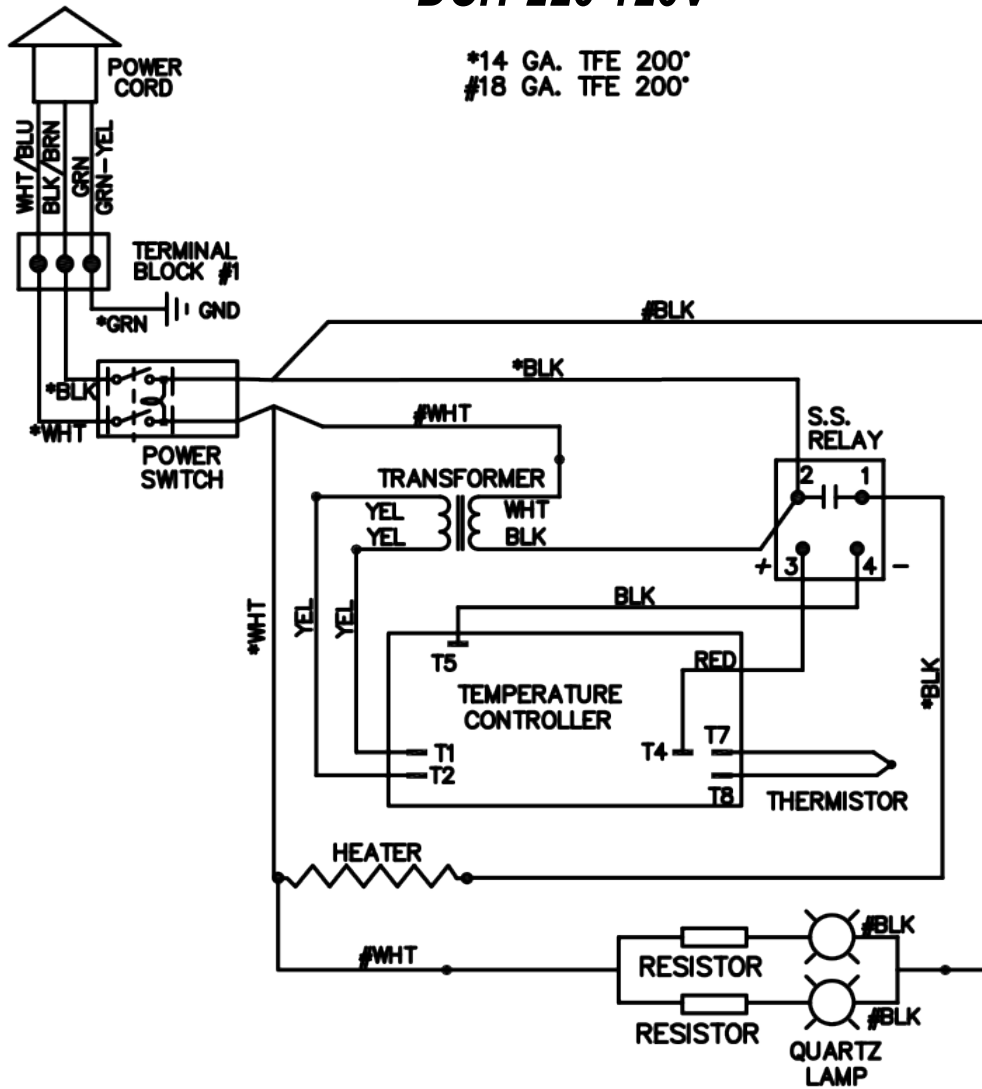 *14 GA. TFE 200°
#18 GA. TFE 200°
POWER
CORD
WHT/BLU
BLK/BRN
GRN
GRN-YEL
TERMINAL
BLOCK #1
*GRN
GND
#BLK
*BLK
*BLK
*WHT
#WHT
POWER
SWITCH
S.S.
RELAY
TRANSFORMER
2
1
YEL
WHT
YEL
BLK
+
3
4
-
*WHT
YEL
YEL
BLK
T5
RED
*BLK
TEMPERATURE
CONTROLLER
T1
T2
T4
T7
T8
THERMISTOR
HEATER
#WHT
#BLK
RESISTOR
#BLK
RESISTOR
QUARTZ
LAMP